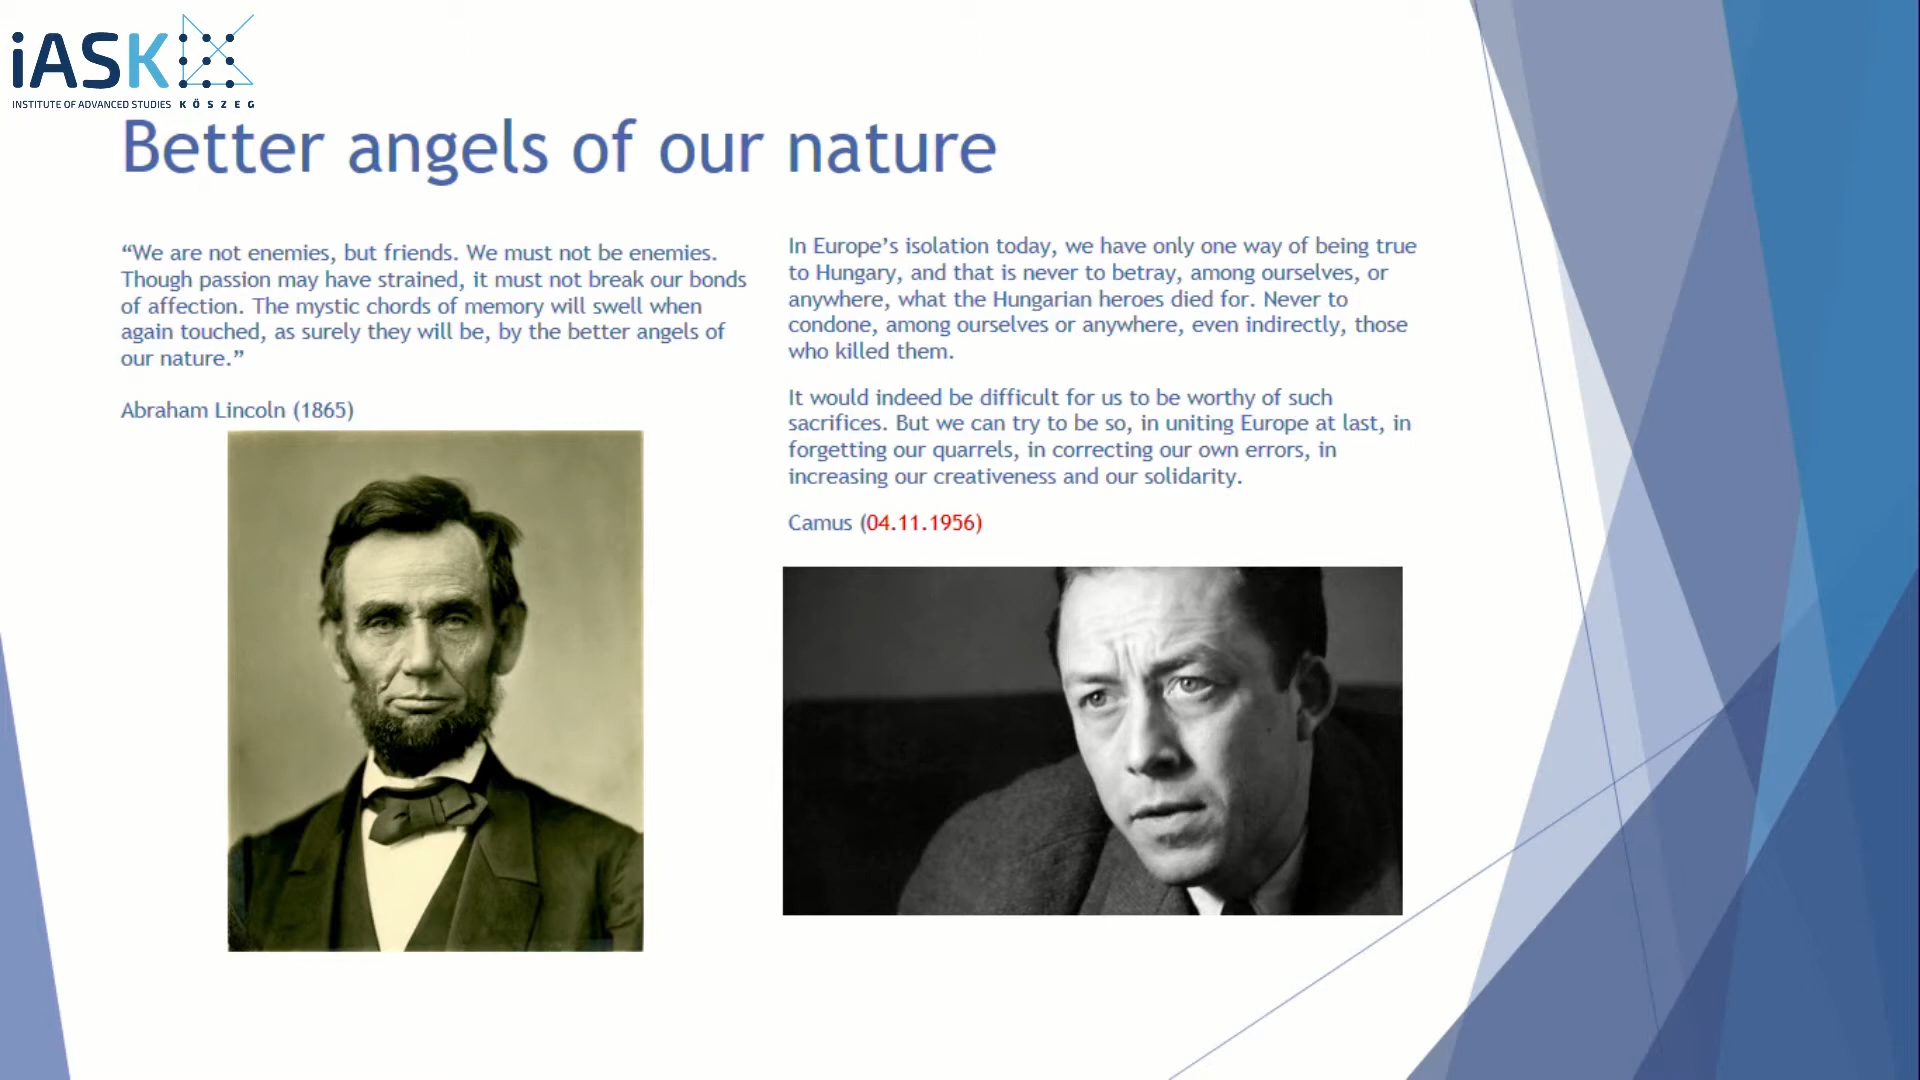 iASK
INSTITUTE OF ADVANCED STUDIES KŐSZEG
Better angels of our nature
“We are not enemies, but friends. We must not be enemies.
Though passion may have strained, it must not break our bonds
of affection. The mystic chords of memory will swell when
again touched, as surely they will be, by the better angels of
our nature.”
Abraham Lincoln (1865)
In Europe’s isolation today, we have only one way of being true
to Hungary, and that is never to betray, among ourselves, or
anywhere, what the Hungarian heroes died for. Never to
condone, among ourselves or anywhere, even indirectly, those
who killed them.
It would indeed be difficult for us to be worthy of such
sacrifices. But we can try to be so, in uniting Europe at last, in
forgetting our quarrels, in correcting our own errors, in
increasing our creativeness and our solidarity.
Camus (04.11.1956)